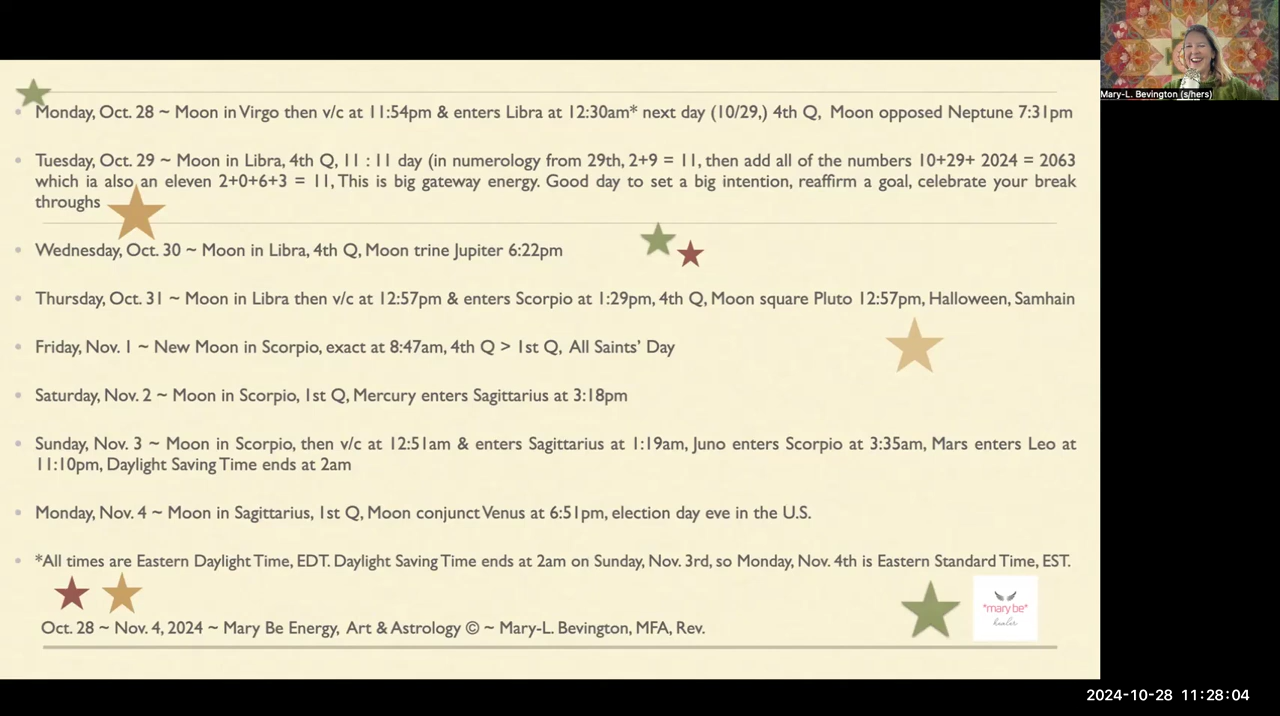 Mary-L. Bevington (s/hers)
Monday, Oct. 28 ~ Moon in Virgo then v/c at 11:54pm & enters Libra at 12:30am* next day (10/29,) 4th Q, Moon opposed Neptune 7:31pm
Tuesday, Oct. 29 ~ Moon in Libra, 4th Q, 11 : 11 day (in numerology from 29th, 2+9 = 11, then add all of the numbers 10+29+ 2024 = 2063
which ia also an eleven 2+0+6+3 = 11, This is big gateway energy. Good day to set a big intention, reaffirm a goal, celebrate your break
throughs
Wednesday, Oct. 30 ~ Moon in Libra, 4th Q, Moon trine Jupiter 6:22pm
Thursday, Oct. 31 ~ Moon in Libra then v/c at 12:57pm & enters Scorpio at 1:29pm, 4th Q, Moon square Pluto 12:57pm, Halloween, Samhain
Friday, Nov. 1 ~ New Moon in Scorpio, exact at 8:47am, 4th Q > 1st Q, All Saints' Day
Saturday, Nov. 2 ~ Moon in Scorpio, 1st Q, Mercury enters Sagittarius at 3:18pm
Sunday, Nov. 3 ~ Moon in Scorpio, then v/c at 12:51am & enters Sagittarius at 1:19am, Juno enters Scorpio at 3:35am, Mars enters Leo at
11:10pm, Daylight Saving Time ends at 2am
Monday, Nov. 4 ~ Moon in Sagittarius, 1st Q, Moon conjunct Venus at 6:51pm, election day eve in the U.S.
*All times are Eastern Daylight Time, EDT. Daylight Saving Time ends at 2am on Sunday, Nov. 3rd, so Monday, Nov. 4th is Eastern Standard Time, EST.
*mary be*
healer
Oct. 28 ~ Nov. 4, 2024 ~ Mary Be Energy, Art & Astrology © ~ Mary-L. Bevington, MFA, Rev.
2024-10-28 11:28:04